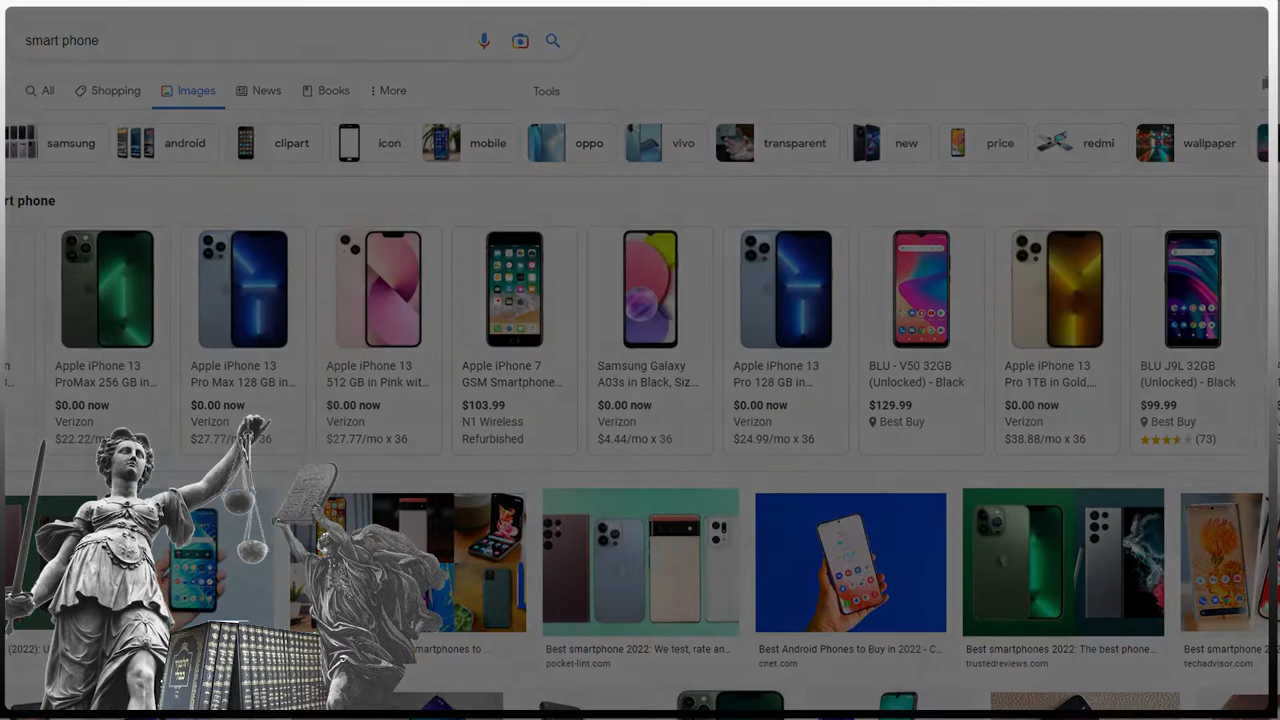 smart phone
All
Shopping
Images
News
Books
More
Tools
samsung
android
clipart
icon
mobile
oppo
vivo
transparent
new
price
redmi
wallpaper
rt phone
Apple iPhone 13
ProMax 256 GB in...
$0.00 now
Verizon
$22.22/m
Apple iPhone 13
Pro Max 128 GB in...
$0.00 now
Verizon
$27.77/m 36
Apple iPhone 13
512 GB in Pink wit...
$0.00 now
Verizon
$27.77/mo x 36
Apple iPhone 7
GSM Smartphone...
$103.99
N1 Wireless
Refurbished
Samsung Galaxy
A03s in Black, Siz...
$0.00 now
Verizon
$4.44/mo x 36
Apple iPhone 13
Pro 128 GB in...
$0.00 now
Verizon
$24.99/mo x 36
BLU - V50 32GB
(Unlocked) - Black
$129.99
Best Buy
Apple iPhone 13
Pro 1TB in Gold,...
$0.00 now
Verizon
$38.88/mo x 36
BLU J9L 32GB
(Unlocked) - Black
$99.99
Best Buy
(73)
(2022): U
martphones to ...
Best smartphone 2022: We test, rate an...
pocket-lint.com
Best Android Phones to Buy in 2022 - C...
cnet.com
Best smartphones 2022: The best phone...
trustedreviews.com
Best smartphone 2
techadvisor.com